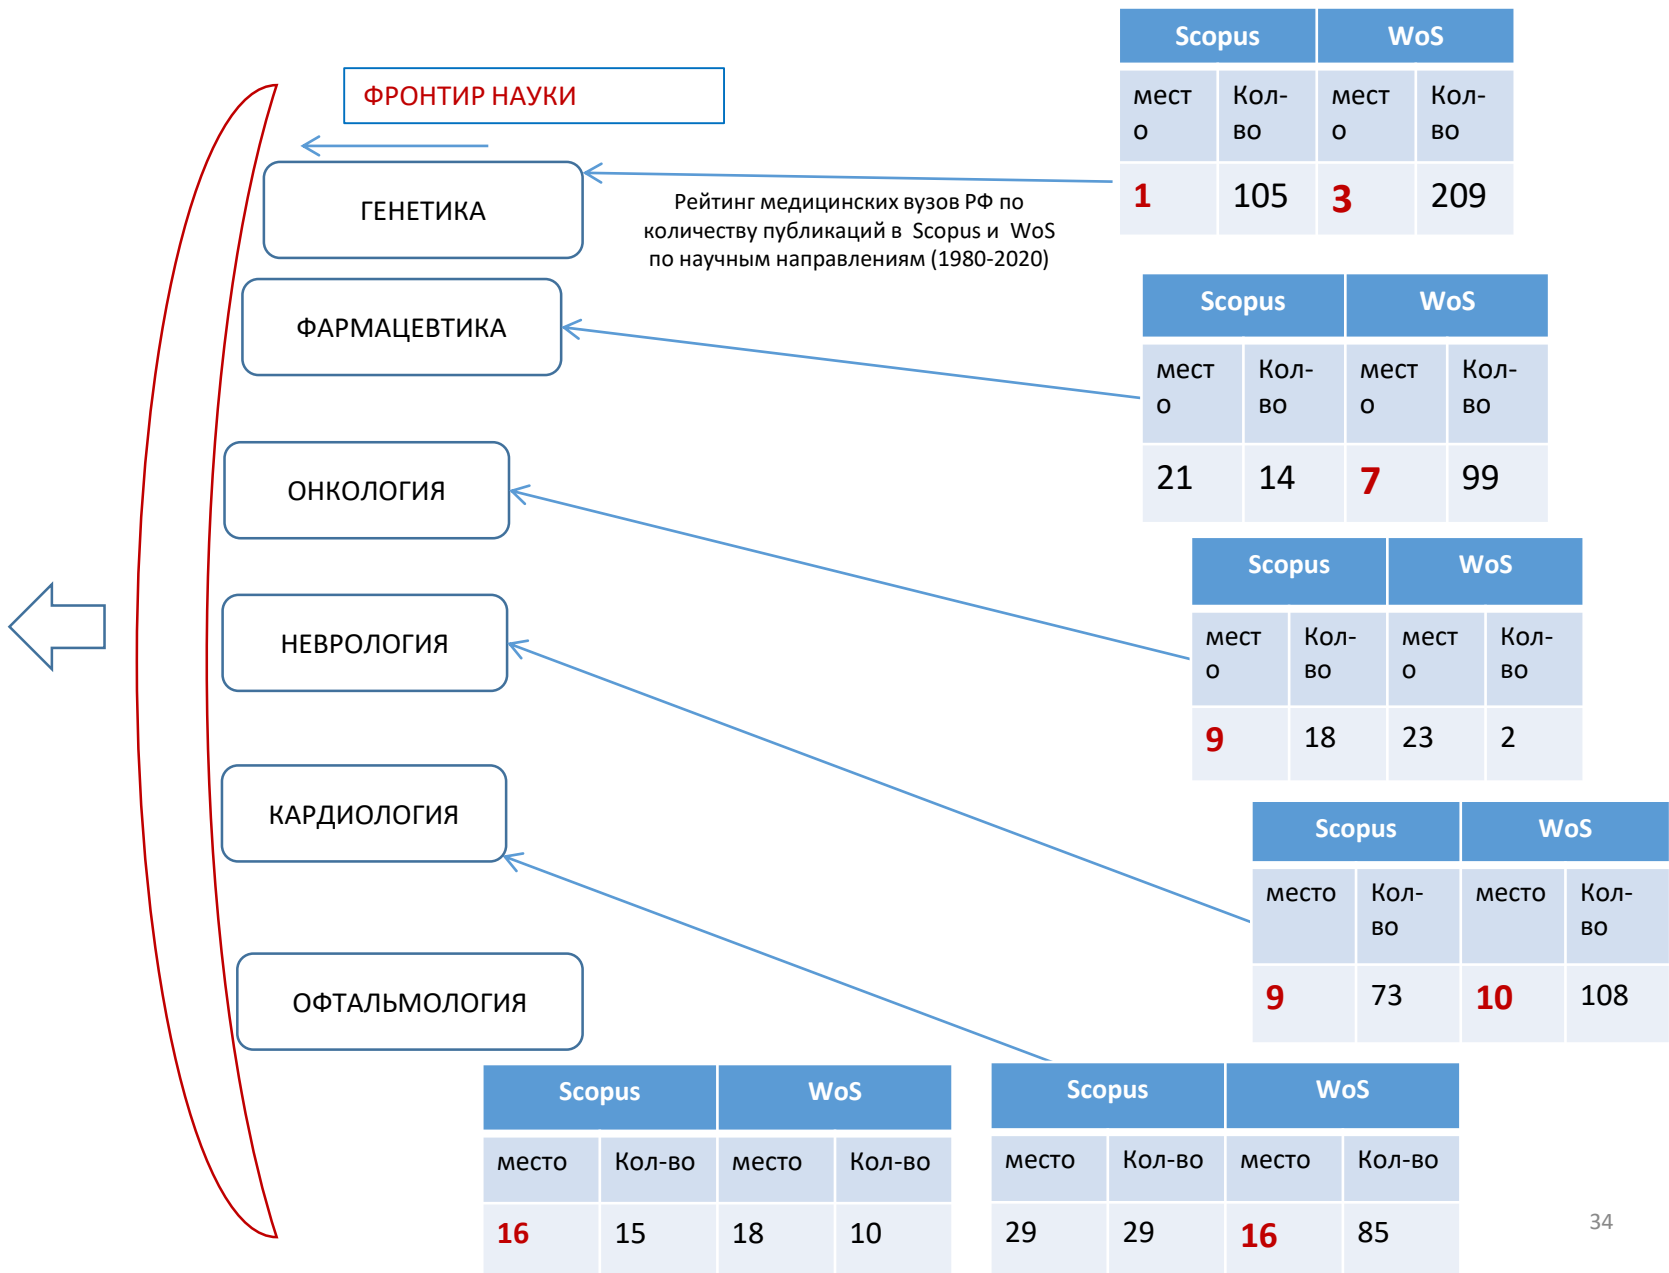 ФРОНТИР НАУКИ
Scopus WoS
мест Кол- мест Кол-
о во о во
1 105 3 209
ГЕНЕТИКА
Рейтинг медицинских вузов РФ по
количеству публикаций в Scopus и WoS
по научным направлениям (1980-2020)
ФАРМАЦЕВТИКА
Scopus WoS
мест Кол- мест Кол-
о во о во
21 14 7 99
ОНКОЛОГИЯ
Scopus WoS
мест Кол- мест Кол-
о во о во
9 18 23 2
НЕВРОЛОГИЯ
Scopus WoS
место Кол- место Кол-
во во
9 73 10 108
КАРДИОЛОГИЯ
Scopus WoS
место Кол-во место Кол-во
29 29 16 85
ОФТАЛЬМОЛОГИЯ
Scopus WoS
место Кол-во место Кол-во
16 15 18 10
34